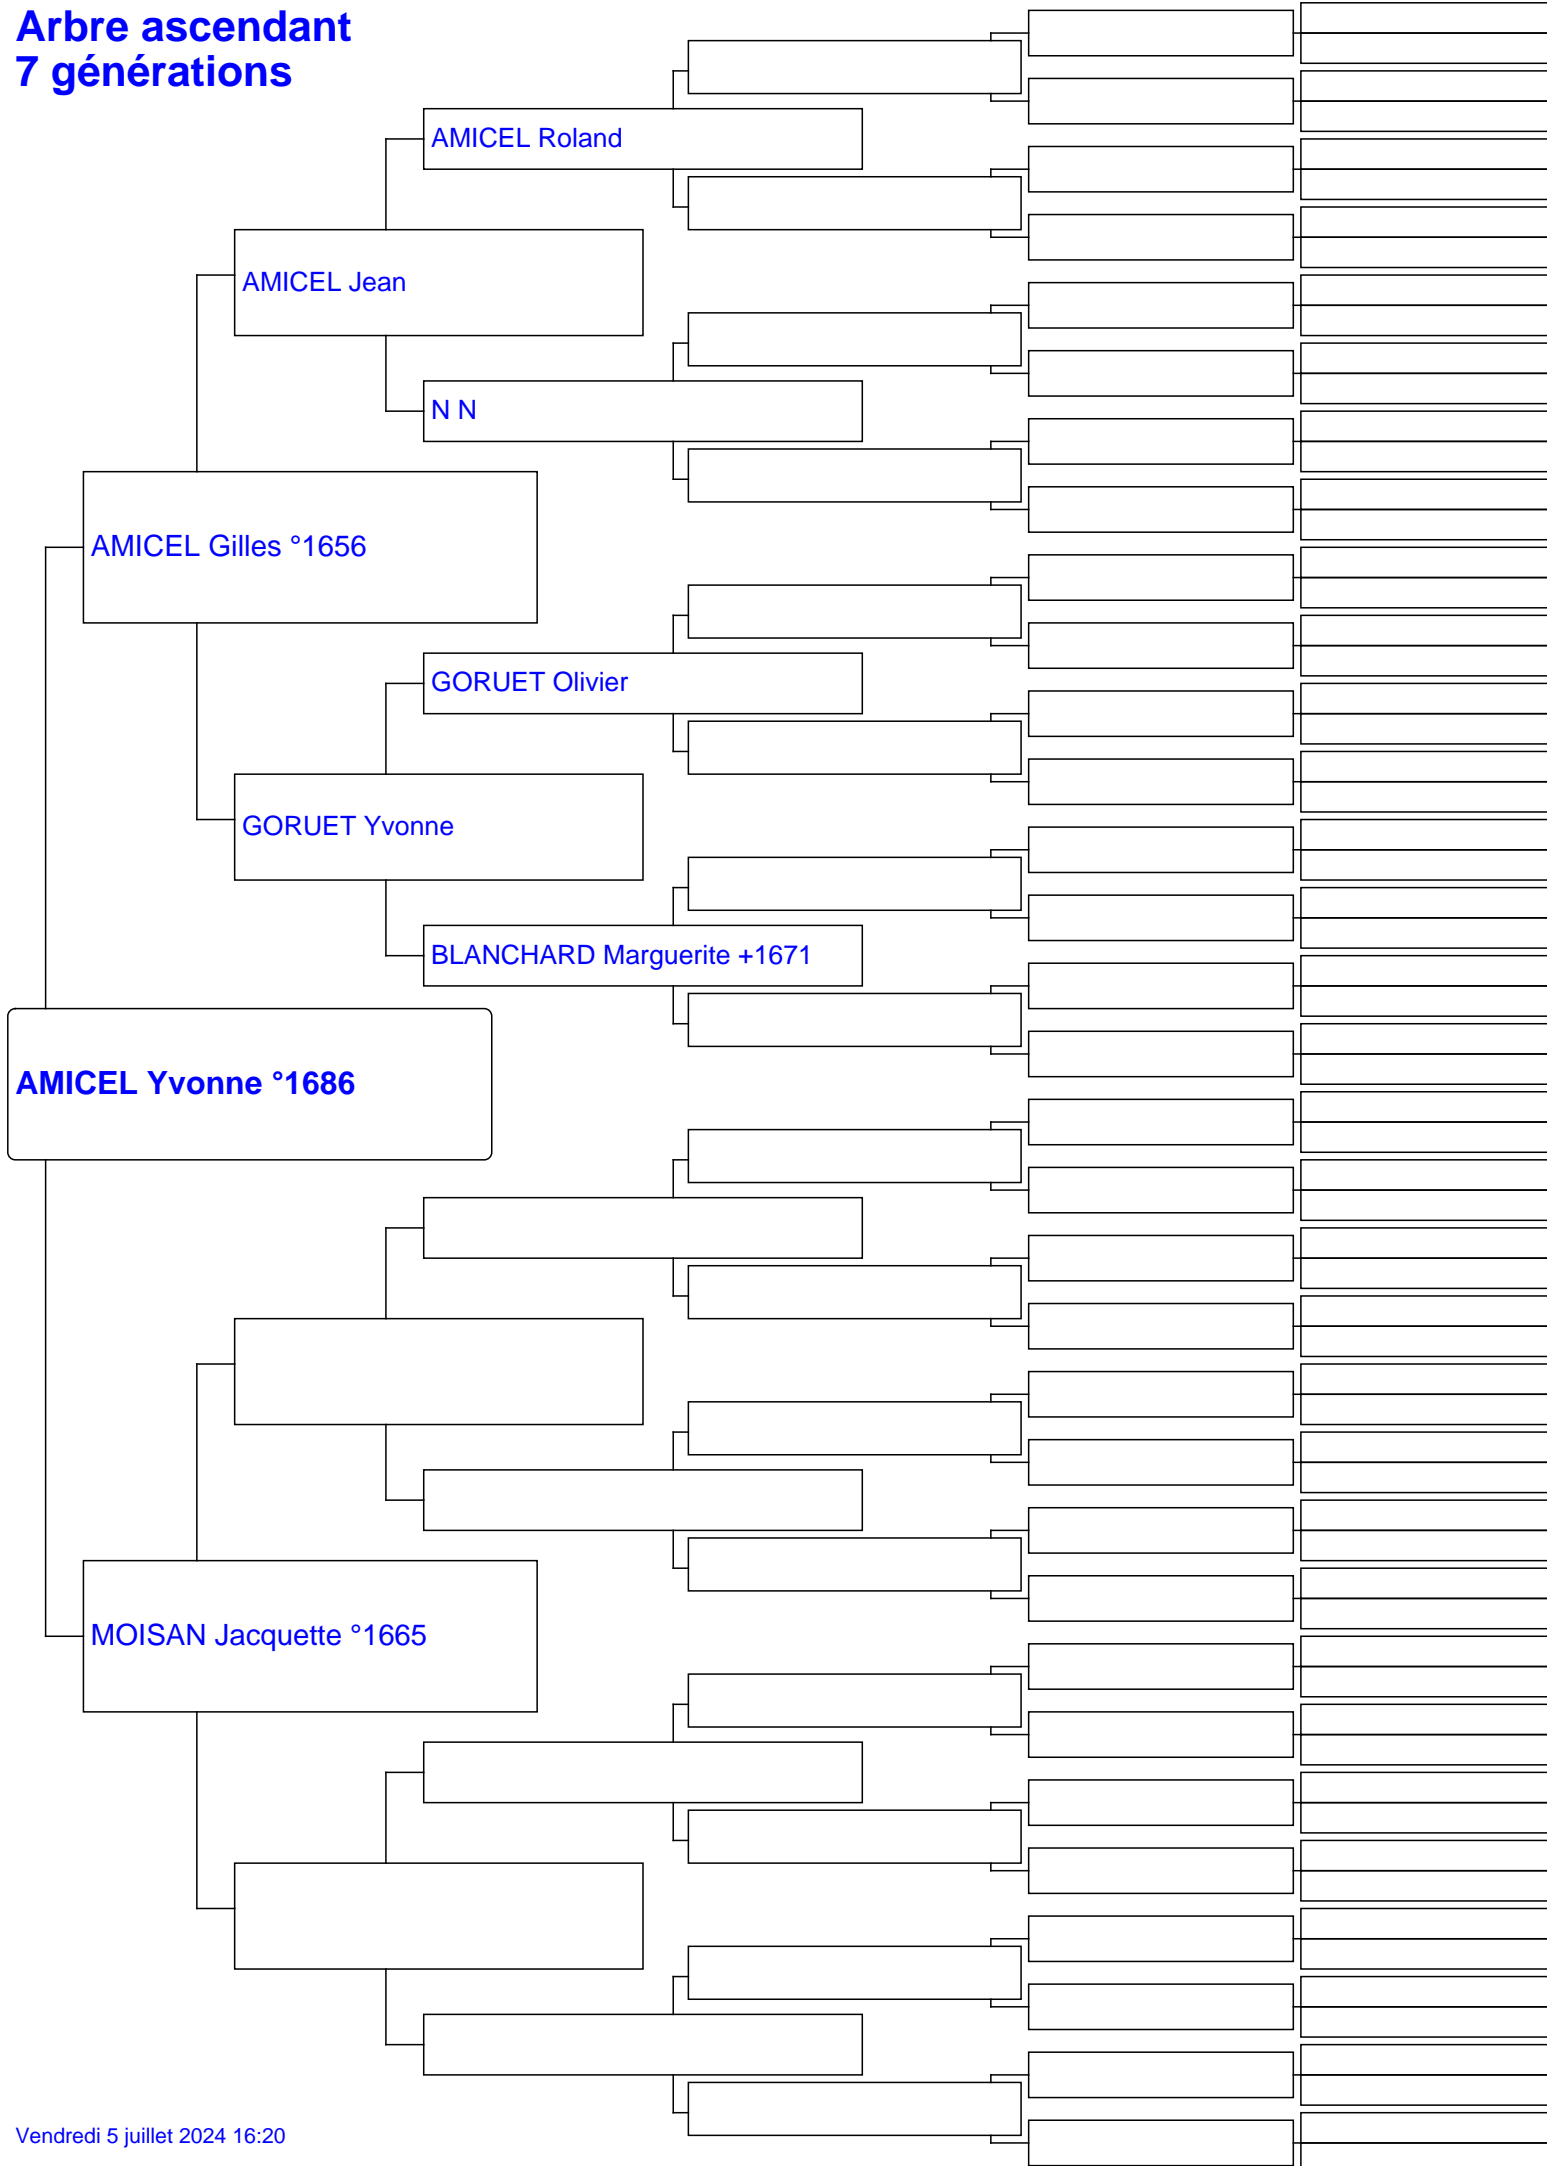 Arbre ascendant
7 générations
AMICEL Roland
AMICEL Jean
N N
AMICEL Gilles °1656
GORUET Olivier
GORUET Yvonne
BLANCHARD Marguerite +1671
AMICEL Yvonne °1686
MOISAN Jacquette °1665
Vendredi 5 juillet 2024 16:20